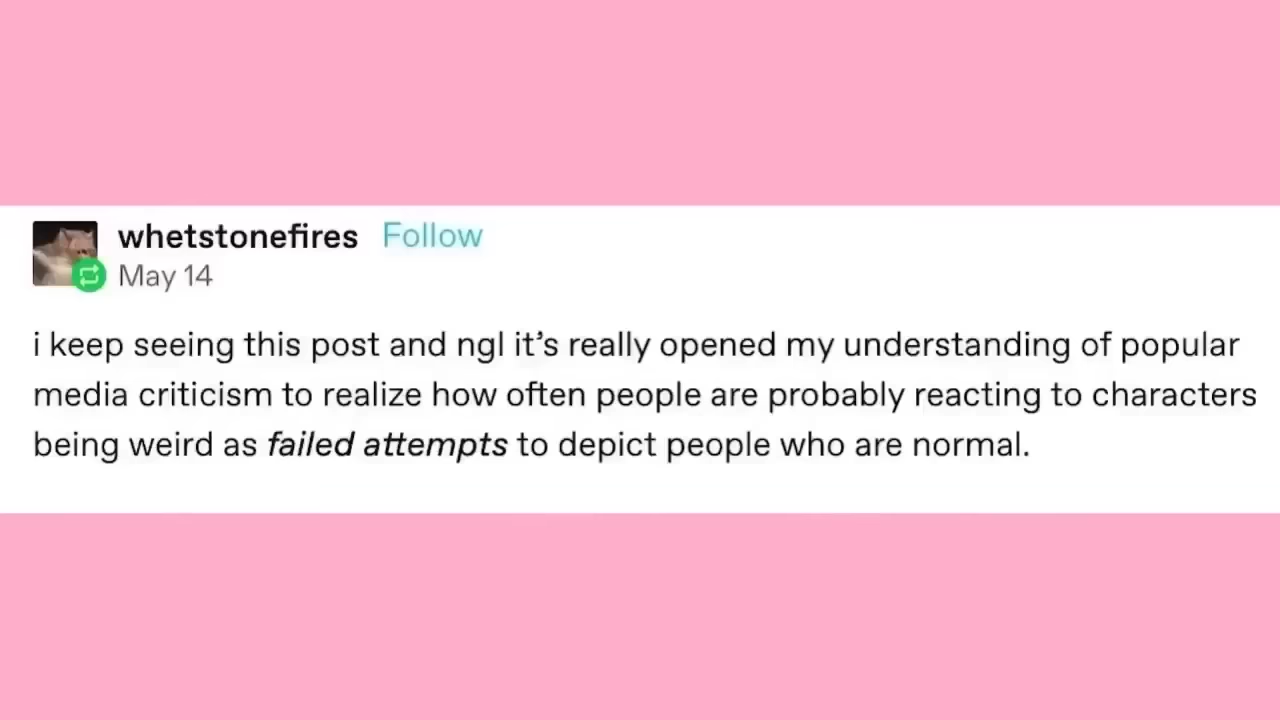 whetstonefires Follow
May 14
i keep seeing this post and ngl it’s really opened my understanding of popular
media criticism to realize how often people are probably reacting to characters
being weird as failed attempts to depict people who are normal.